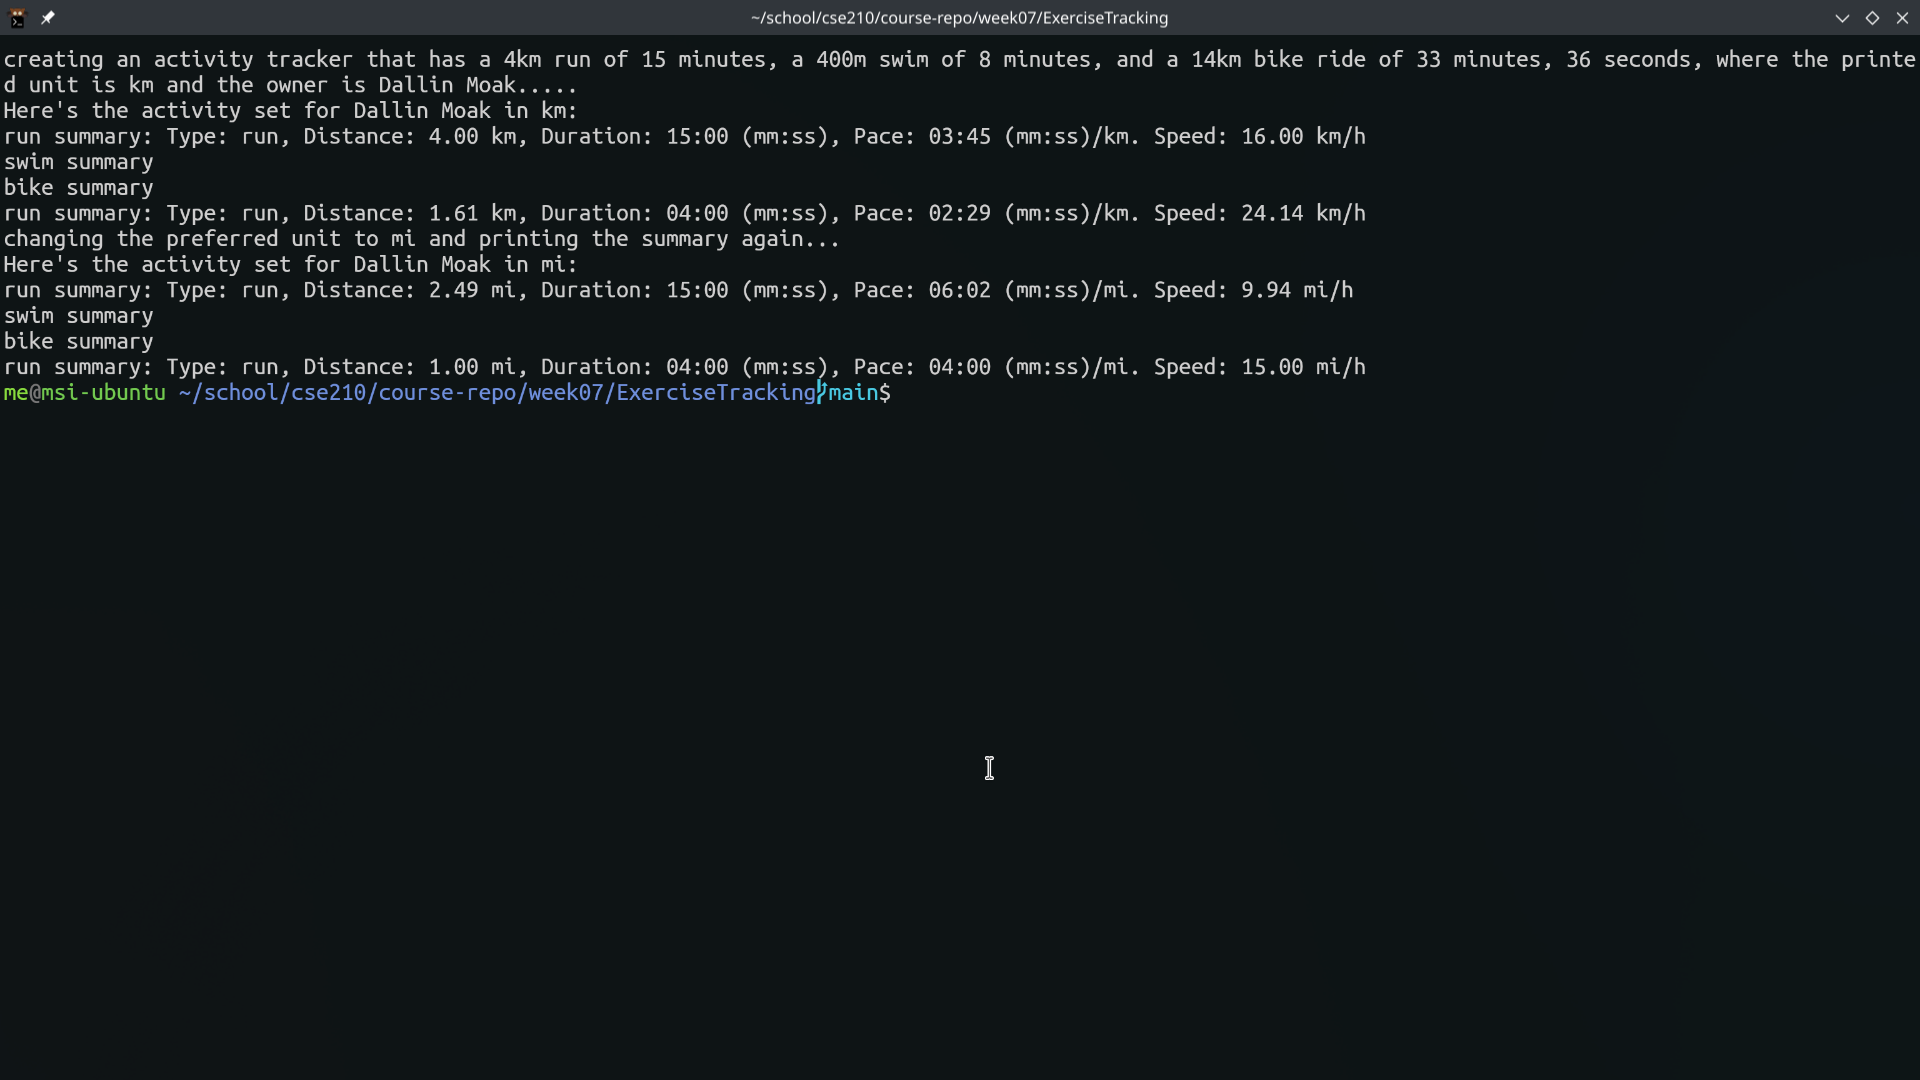 ~/school/cse210/course-repo/week07/ExerciseTracking
creating an activity tracker that has a 4km run of 15 minutes, a 400m swim of 8 minutes, and a 14km bike ride of 33 minutes, 36 seconds, where the printe
d unit is km and the owner is Dallin Moak.....
Here's the activity set for Dallin Moak in km:
run summary: Type: run, Distance: 4.00 km, Duration: 15:00 (mm:ss), Pace: 03:45 (mm:ss)/km. Speed: 16.00 km/h
swim summary
bike summary
run summary: Type: run, Distance: 1.61 km, Duration: 04:00 (mm:ss), Pace: 02:29 (mm:ss)/km. Speed: 24.14 km/h
changing the preferred unit to mi and printing the summary again...
Here's the activity set for Dallin Moak in mi:
run summary: Type: run, Distance: 2.49 mi, Duration: 15:00 (mm:ss), Pace: 06:02 (mm:ss)/mi. Speed: 9.94 mi/h
swim summary
bike summary
run summary: Type: run, Distance: 1.00 mi, Duration: 04:00 (mm:ss), Pace: 04:00 (mm:ss)/mi. Speed: 15.00 mi/h
me@msi-ubuntu ~/school/cse210/course-repo/week07/ExerciseTracking main$